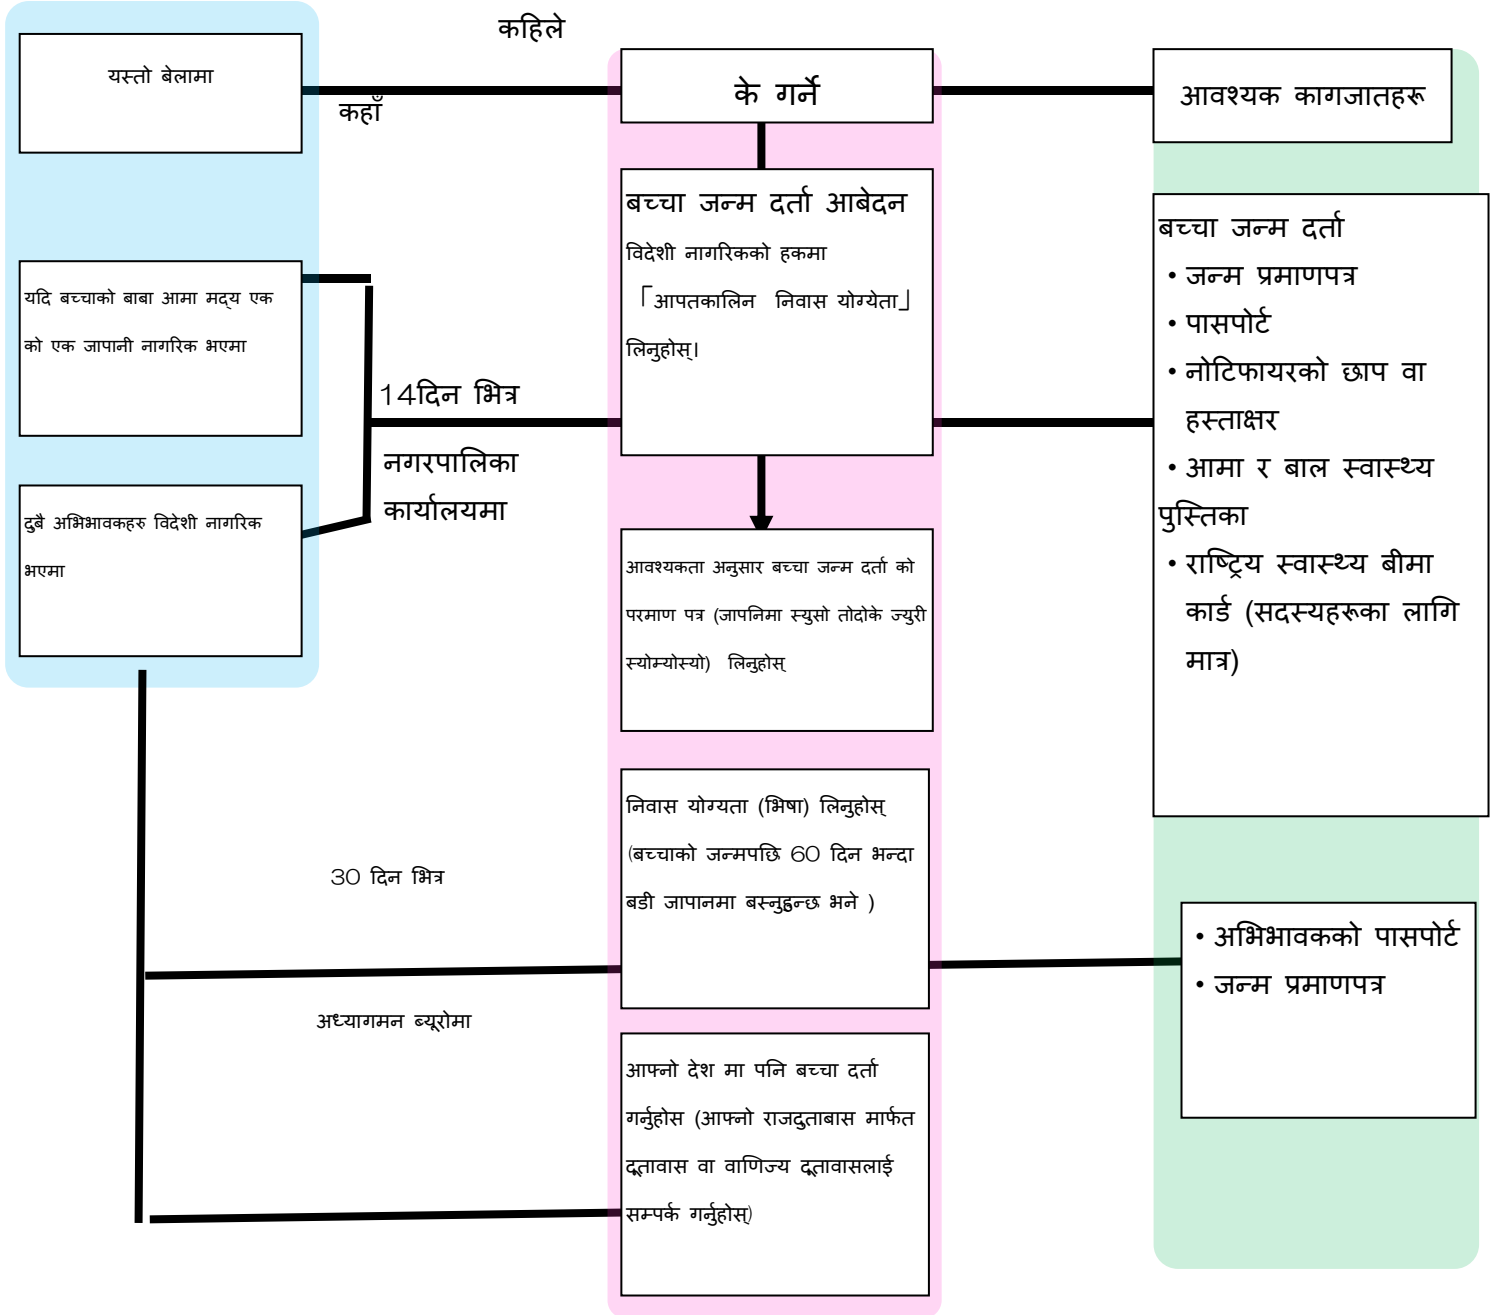 कहिले
यस्तो बेलामा
कहाँ
के गर्ने
आवश्यक कागजातहरू
बच्चा जन्म दर्ता आबेदन
विदेशी नागरिकको हकमा
「आपतकालिन निवास योग्येता」
लिनुहोस्।
यदि बच्चाको बाबा आमा मद्य एक
को एक जापानी नागरिक भएमा
दुबै अभिभावकहरु विदेशी नागरिक
भएमा
14दिन भित्र
नगरपालिका
कार्यालयमा
बच्चा जन्म दर्ता
• जन्म प्रमाणपत्र
• पासपोर्ट
• नोटिफायरको छाप वा
हस्ताक्षर
• आमा र बाल स्वास्थ्य
पुस्तिका
• राष्ट्रिय स्वास्थ्य बीमा
कार्ड (सदस्यहरूका लागि
मात्र)
आवश्यकता अनुसार बच्चा जन्म दर्ता को
परमाण पत्र (जापनिमा स्युसो तोदोके ज्युरी
स्योम्योस्यो) लिनुहोस्
निवास योग्यता (भिषा) लिनुहोस्
(बच्चाको जन्मपछि 60 दिन भन्दा
बडी जापानमा बस्नुहुन्छ भने )
30 दिन भित्र
अध्यागमन ब्यूरोमा
• अभिभावकको पासपोर्ट
• जन्म प्रमाणपत्र
आफ्नो देश मा पनि बच्चा दर्ता
गर्नुहोस (आफ्नो राजदुताबास मार्फत
दूतावास वा वाणिज्य दूतावासलाई
सम्पर्क गर्नुहोस्)